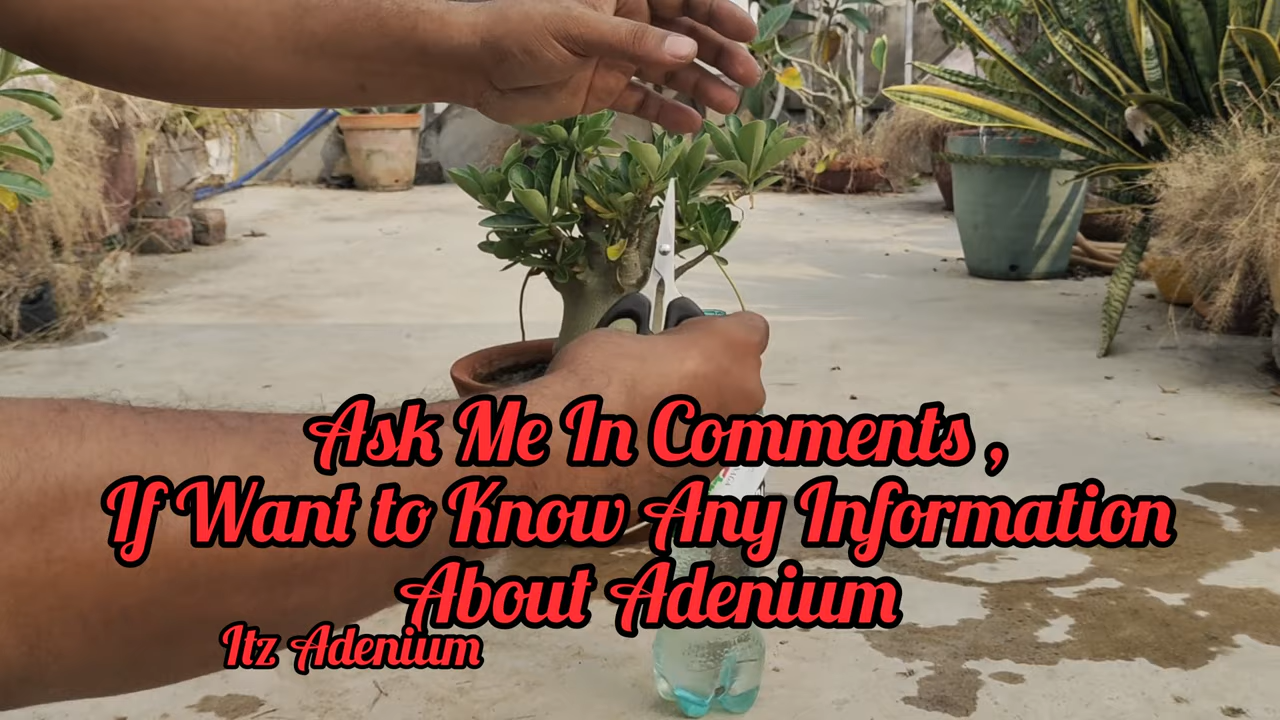 Ask Me In Comments ,
If Want to Know Any Information
About Adenium
Itz Adenium